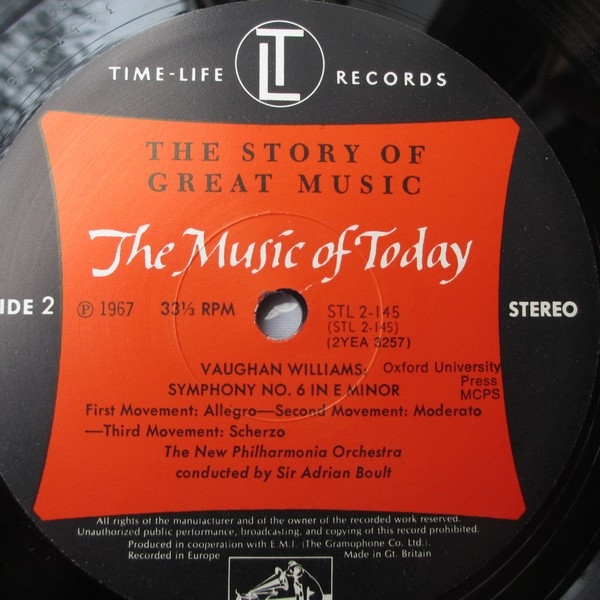 TIME-LIFE TL RECORDS
THE STORY OF
GREAT MUSIC
The Music of Today
IDE 2 ℗ 1967 33⅓ RPM STL 2-145 STEREO
(STL 2-145)
(2YEA 3257)
VAUGHAN WILLIAMS: Oxford University
Press
SYMPHONY NO. 6 IN E MINOR MCPS
First Movement: Allegro—Second Movement: Moderato
—Third Movement: Scherzo
The New Philharmonia Orchestra
conducted by Sir Adrian Boult
All rights of the manufacturer and of the owner of the recorded work reserved.
Unauthorized public performance, broadcasting, and copying of this record prohibited.
Produced in cooperation with E.M.I. (The Gramophone Co. Ltd.).
Recorded in Europe Made in Gt. Britain